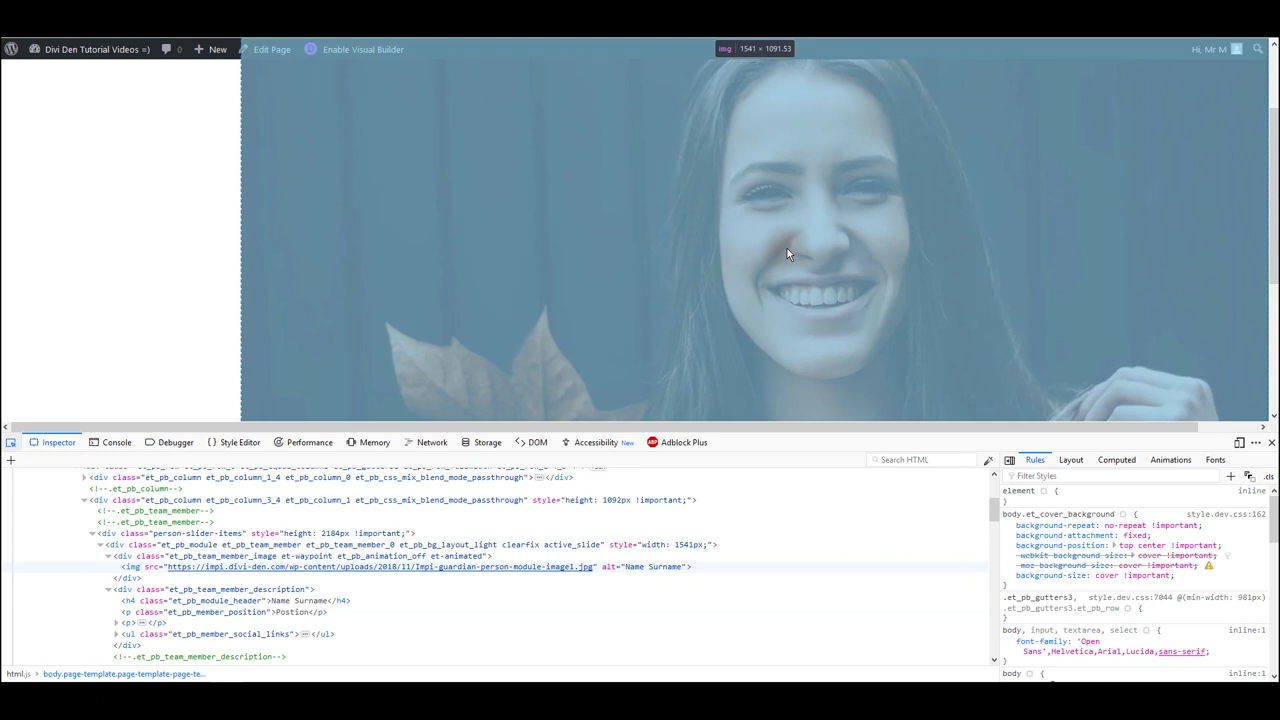 Divi Den Tutorial Videos =) 0 New Edit Page Enable Visual Builder Hi, Mr M
img 1541 × 1091.53
Inspector Console Debugger Style Editor Performance Memory Network Storage DOM Accessibility New Adblock Plus
Search HTML
<div class="et_pb_column et_pb_column_1_4 et_pb_column_0 et_pb_css_mix_blend_mode_passthrough"></div>
<!--.et_pb_column-->
<div class="et_pb_column et_pb_column_3_4 et_pb_column_1 et_pb_css_mix_blend_mode_passthrough" style="height: 1092px !important;">
<!--.et_pb_team_member-->
<!--.et_pb_team_member-->
<div class="person-slider-items" style="height: 2184px !important;">
<div class="et_pb_module et_pb_team_member et_pb_team_member_0 et_pb_bg_layout_light clearfix active_slide" style="width: 1541px;">
<div class="et_pb_team_member_image et-waypoint et_pb_animation_off et-animated">
<img src="https://impi.divi-den.com/wp-content/uploads/2018/11/Impi-guardian-person-module-image1.jpg" alt="Name Surname">
</div>
<div class="et_pb_team_member_description">
<h4 class="et_pb_module_header">Name Surname</h4>
<p class="et_pb_member_position">Postion</p>
<p></p>
<ul class="et_pb_member_social_links"></ul>
</div>
<!--.et_pb_team_member_description-->
html.js body.page-template.page-template-page-te...
Rules Layout Computed Animations Fonts
Filter Styles .cls
element { inline
}
body.et_cover_background { style.dev.css:162
background-repeat: no-repeat !important;
background-attachment: fixed;
background-position: top center !important;
-webkit-background-size: cover !important;
-moz-background-size: cover !important;
background-size: cover !important;
}
.et_pb_gutters3, style.dev.css:7044 @(min-width: 981px)
.et_pb_gutters3.et_pb_row {
}
body, input, textarea, select { inline:1
font-family: 'Open
Sans',Helvetica,Arial,Lucida,sans-serif;
}
body { inline:1